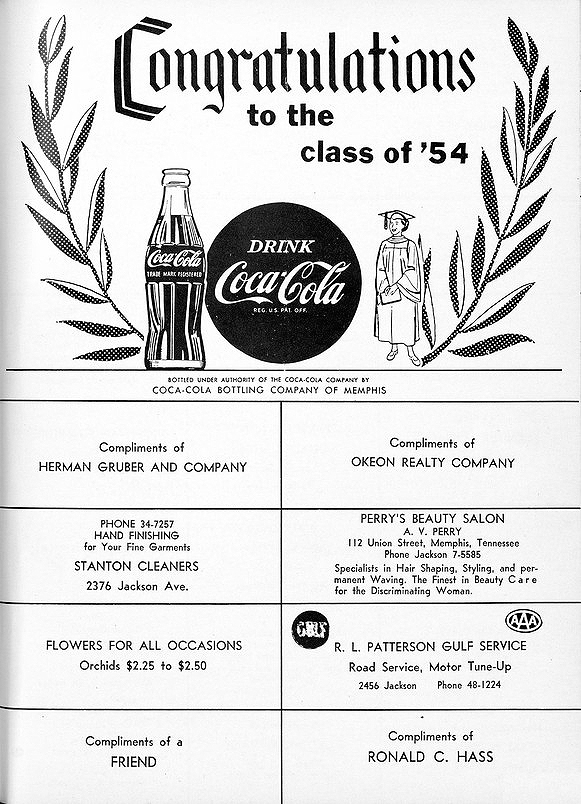 Congratulations
to the
class of '54
Coca-Cola
TRADE MARK REGISTERED
DRINK
Coca-Cola
REG. U.S. PAT. OFF.
BOTTLED UNDER AUTHORITY OF THE COCA-COLA COMPANY BY
COCA-COLA BOTTLING COMPANY OF MEMPHIS
Compliments of
HERMAN GRUBER AND COMPANY
Compliments of
OKEON REALTY COMPANY
PHONE 34-7257
HAND FINISHING
for Your Fine Garments
STANTON CLEANERS
2376 Jackson Ave.
PERRY'S BEAUTY SALON
A. V. PERRY
112 Union Street, Memphis, Tennessee
Phone Jackson 7-5585
Specialists in Hair Shaping, Styling, and per-
manent Waving. The Finest in Beauty Care
for the Discriminating Woman.
FLOWERS FOR ALL OCCASIONS
Orchids $2.25 to $2.50
GULF
AAA
R. L. PATTERSON GULF SERVICE
Road Service, Motor Tune-Up
2456 Jackson Phone 48-1224
Compliments of a
FRIEND
Compliments of
RONALD C. HASS